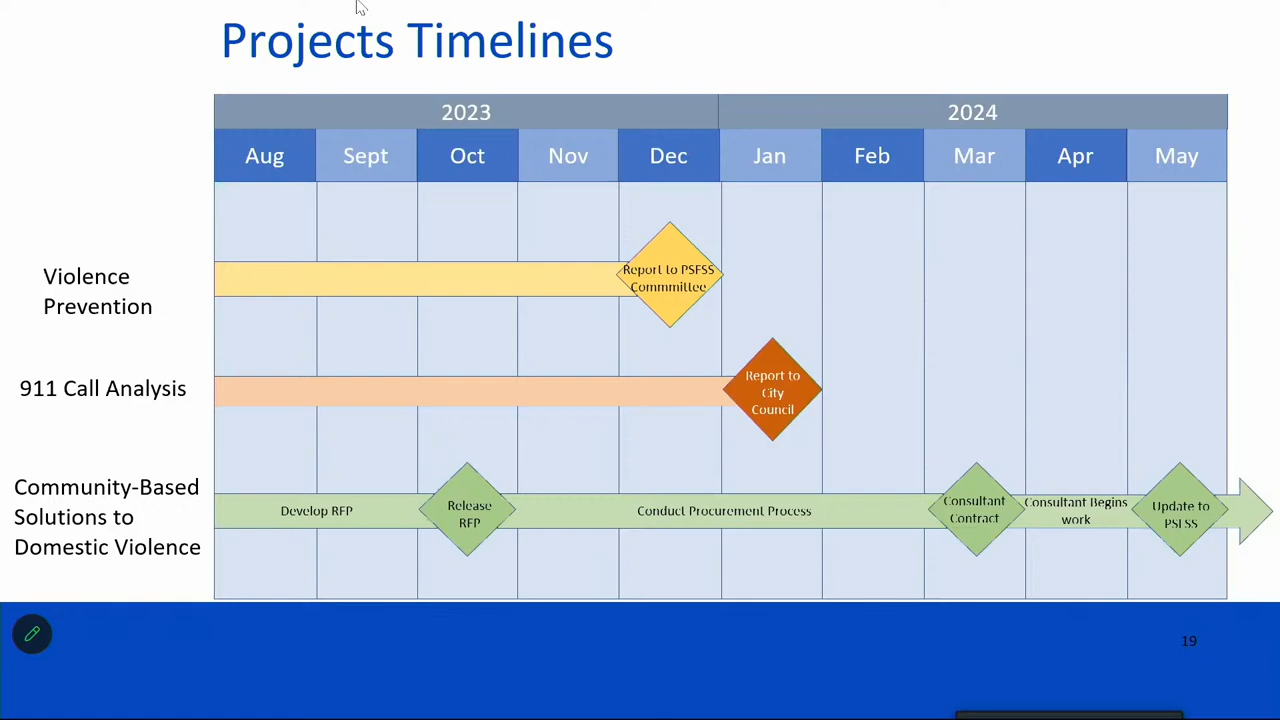 Projects Timelines
2023
2024
Aug
Sept
Oct
Nov
Dec
Jan
Feb
Mar
Apr
May
Violence
Prevention
Report to PSFSS
Commmittee
911 Call Analysis
Report to
City
Council
Community-Based
Solutions to
Domestic Violence
Develop RFP
Release
RFP
Conduct Procurement Process
Consultant
Contract
Consultant Begins
work
Update to
PSFSS
19